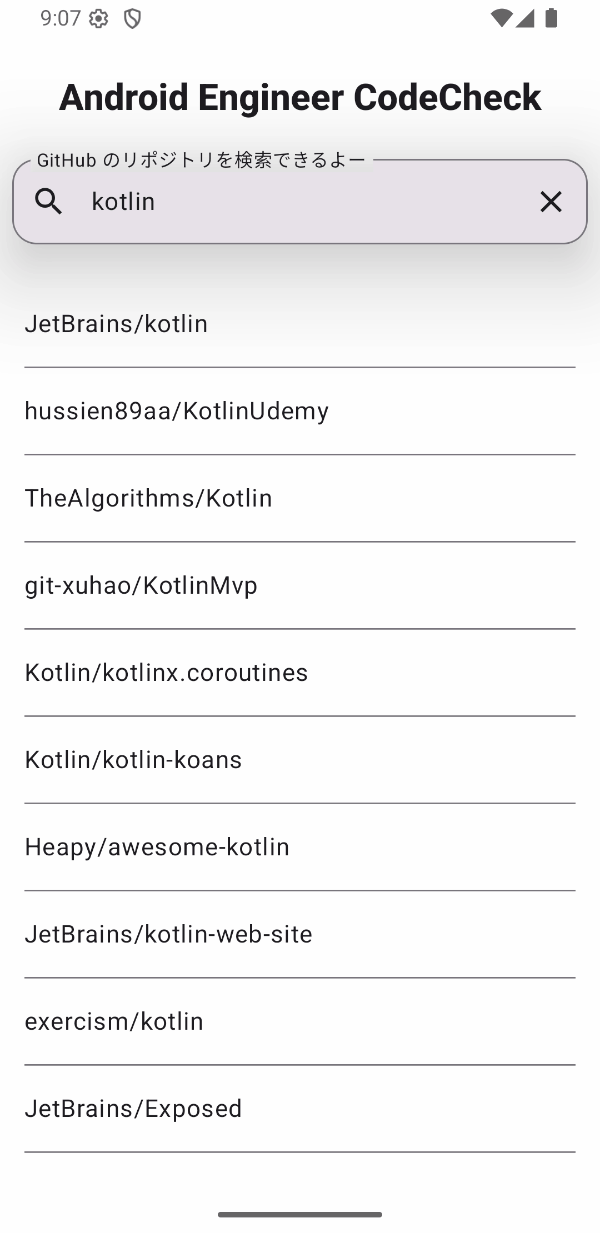 9:07
Android Engineer CodeCheck
GitHub のリポジトリを検索できるよー
kotlin
JetBrains/kotlin
hussien89aa/KotlinUdemy
TheAlgorithms/Kotlin
git-xuhao/KotlinMvp
Kotlin/kotlinx.coroutines
Kotlin/kotlin-koans
Heapy/awesome-kotlin
JetBrains/kotlin-web-site
exercism/kotlin
JetBrains/Exposed